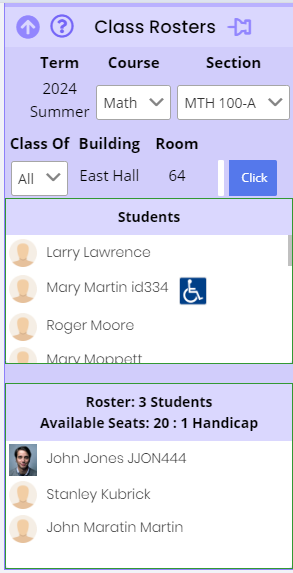 Class Rosters
Term Course Section
2024 Summer Math MTH 100-A
Class Of Building Room
All East Hall 64 Click
Students
Larry Lawrence
Mary Martin id334
Roger Moore
Mary Moppett
Roster: 3 Students
Available Seats: 20 : 1 Handicap
John Jones JJON444
Stanley Kubrick
John Maratin Martin